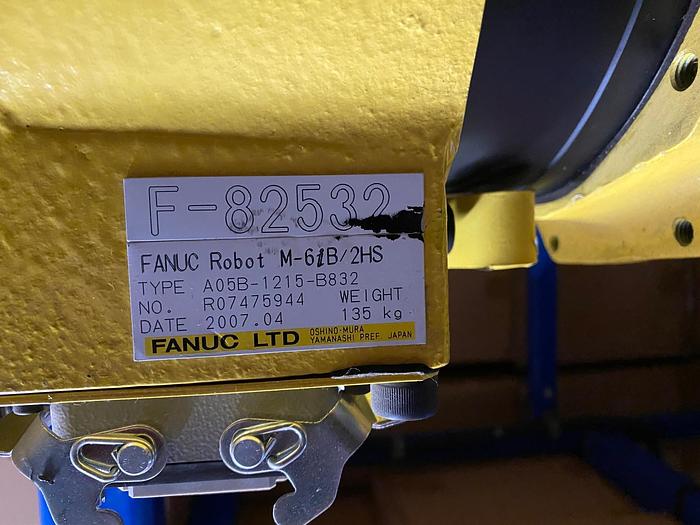 F-82532
FANUC Robot M-6iB/2HS
TYPE A05B-1215-B832
NO. R07475944 WEIGHT
DATE 2007.04 135 kg
FANUC LTD OSHINO-MURA
YAMANASHI PREF. JAPAN